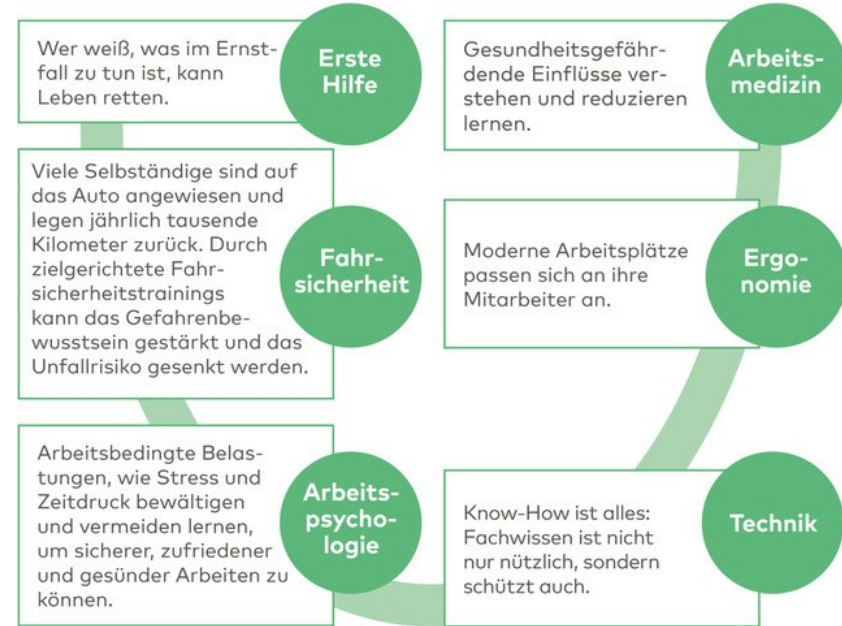 Wer weiß, was im Ernst-
fall zu tun ist, kann
Leben retten.
Erste
Hilfe
Gesundheitsgefähr-
dende Einflüsse ver-
stehen und reduzieren
lernen.
Arbeits-
medizin
Viele Selbständige sind auf
das Auto angewiesen und
legen jährlich tausende
Kilometer zurück. Durch
zielgerichtete Fahr-
sicherheitstrainings
kann das Gefahrenbe-
wusstsein gestärkt und das
Unfallrisiko gesenkt werden.
Fahr-
sicherheit
Moderne Arbeitsplätze
passen sich an ihre
Mitarbeiter an.
Ergo-
nomie
Arbeitsbedingte Belas-
tungen, wie Stress und
Zeitdruck bewältigen
und vermeiden lernen,
um sicherer, zufriedener
und gesünder Arbeiten zu
können.
Arbeits-
psycho-
logie
Know-How ist alles:
Fachwissen ist nicht
nur nützlich, sondern
schützt auch.
Technik